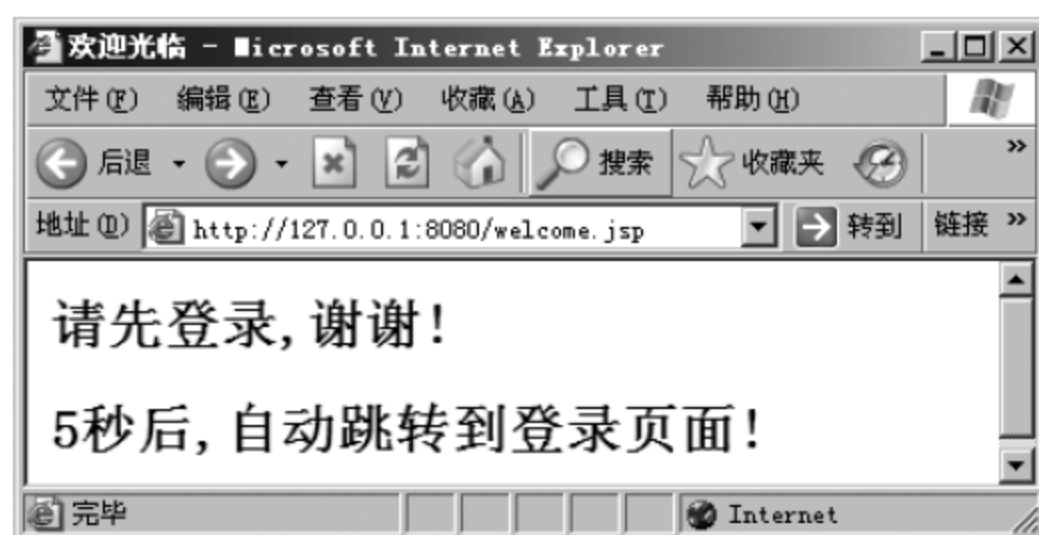 欢迎光临 - Microsoft Internet Explorer
文件(F) 编辑(E) 查看(V) 收藏(A) 工具(T) 帮助(H)
后退 搜索 收藏夹 »
地址(D) http://127.0.0.1:8080/welcome.jsp 转到 链接 »
请先登录,谢谢!
5秒后,自动跳转到登录页面!
完毕 Internet